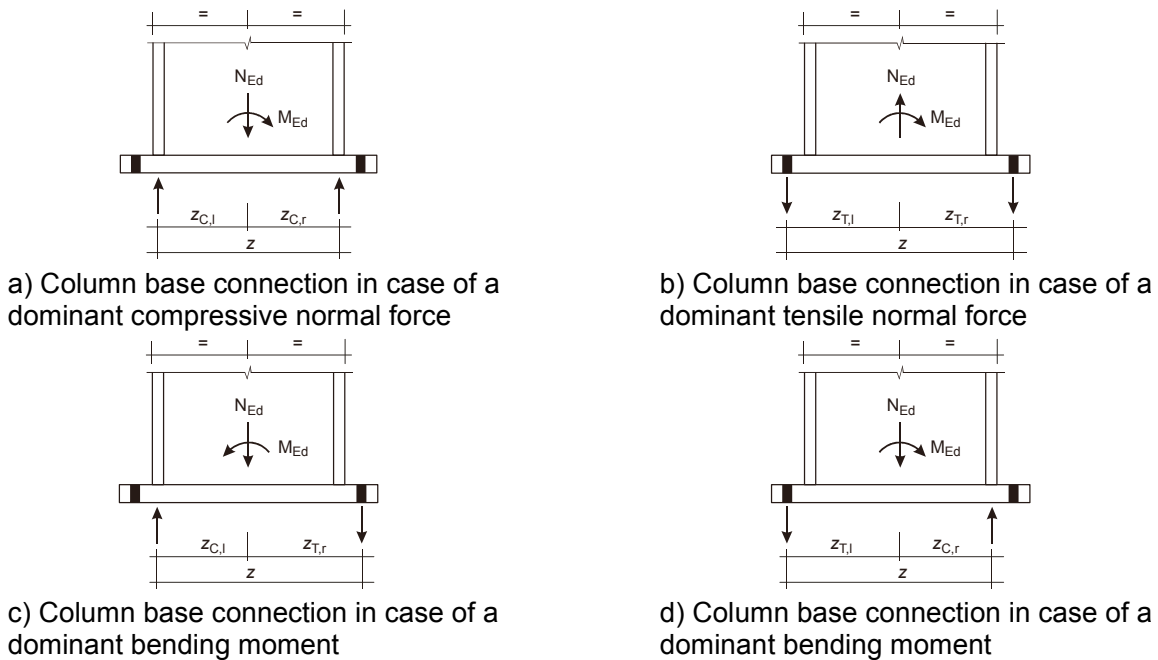 = =
N_Ed
M_Ed
z_C,l z_C,r
z
a) Column base connection in case of a
dominant compressive normal force
= =
N_Ed
M_Ed
z_T,l z_T,r
z
b) Column base connection in case of a
dominant tensile normal force
= =
N_Ed
M_Ed
z_C,l z_T,r
z
c) Column base connection in case of a
dominant bending moment
= =
N_Ed
M_Ed
z_T,l z_C,r
z
d) Column base connection in case of a
dominant bending moment